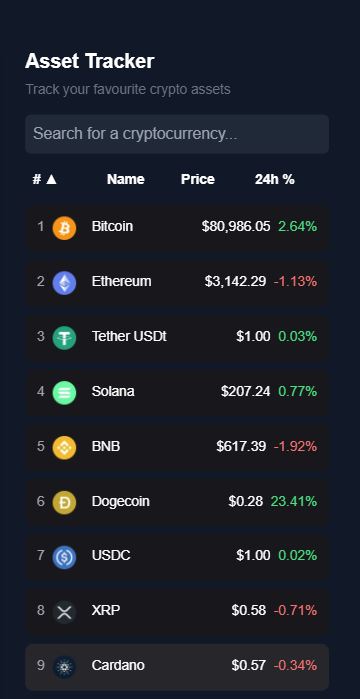 Asset Tracker
Track your favourite crypto assets
Search for a cryptocurrency...
# ▲ Name Price 24h %
1 Bitcoin $80,986.05 2.64%
2 Ethereum $3,142.29 -1.13%
3 Tether USDt $1.00 0.03%
4 Solana $207.24 0.77%
5 BNB $617.39 -1.92%
6 Dogecoin $0.28 23.41%
7 USDC $1.00 0.02%
8 XRP $0.58 -0.71%
9 Cardano $0.57 -0.34%